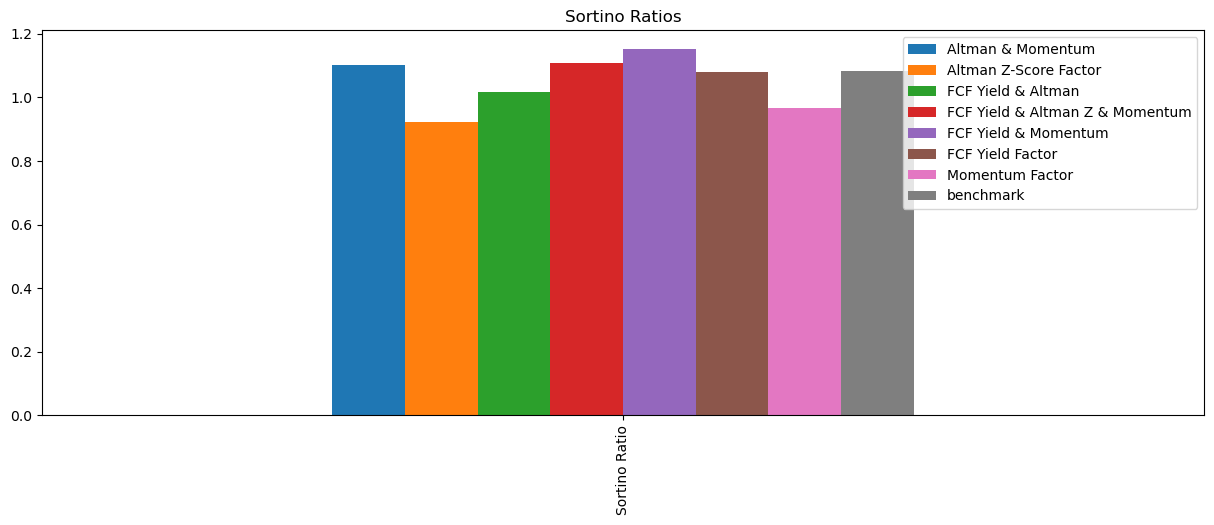 Sortino Ratios
1.2
1.0
0.8
0.6
0.4
0.2
0.0
Altman & Momentum
Altman Z-Score Factor
FCF Yield & Altman
FCF Yield & Altman Z & Momentum
FCF Yield & Momentum
FCF Yield Factor
Momentum Factor
benchmark
Sortino Ratio